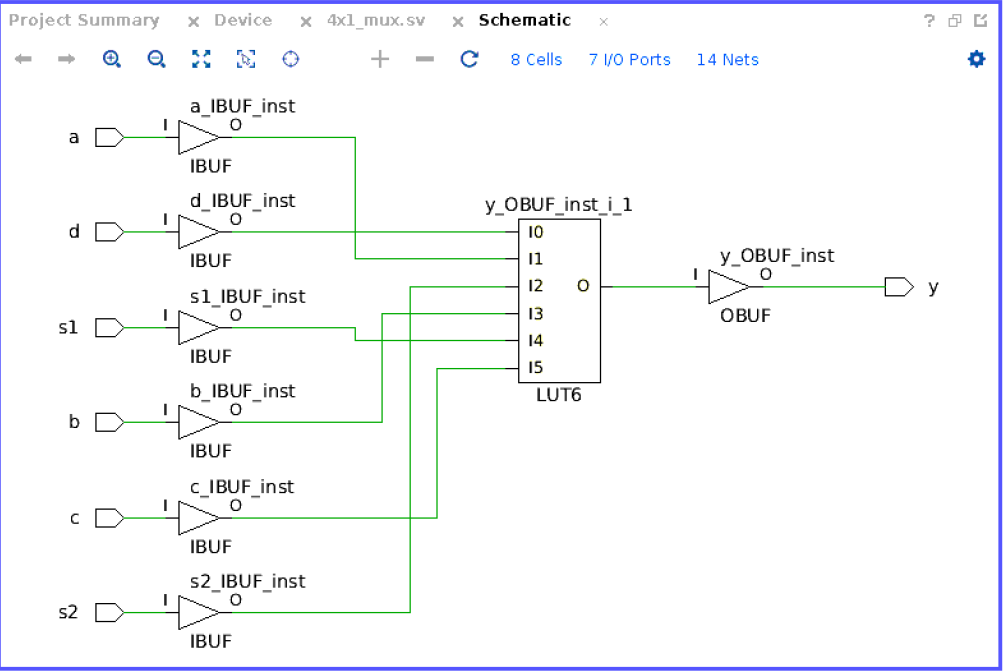 Project Summary × Device × 4x1_mux.sv × Schematic ×
?
8 Cells 7 I/O Ports 14 Nets
a_IBUF_inst
a I O
IBUF
d_IBUF_inst
d I O
IBUF
s1_IBUF_inst
s1 I O
IBUF
b_IBUF_inst
b I O
IBUF
c_IBUF_inst
c I O
IBUF
s2_IBUF_inst
s2 I O
IBUF
y_OBUF_inst_i_1
I0
I1
I2 O
I3
I4
I5
LUT6
y_OBUF_inst
I O y
OBUF